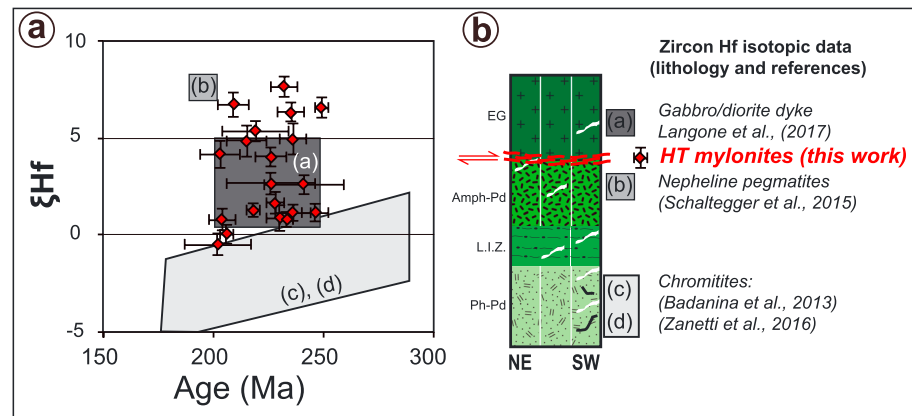 a
10
5
0
-5
ξHf
(b)
(a)
(c), (d)
150
200
250
300
Age (Ma)
b
Zircon Hf isotopic data
(lithology and references)
EG
Amph-Pd
L.I.Z.
Ph-Pd
NE
SW
(a)
Gabbro/diorite dyke
Langone et al., (2017)
HT mylonites (this work)
(b)
Nepheline pegmatites
(Schaltegger et al., 2015)
(c)
(d)
Chromitites:
(Badanina et al., 2013)
(Zanetti et al., 2016)